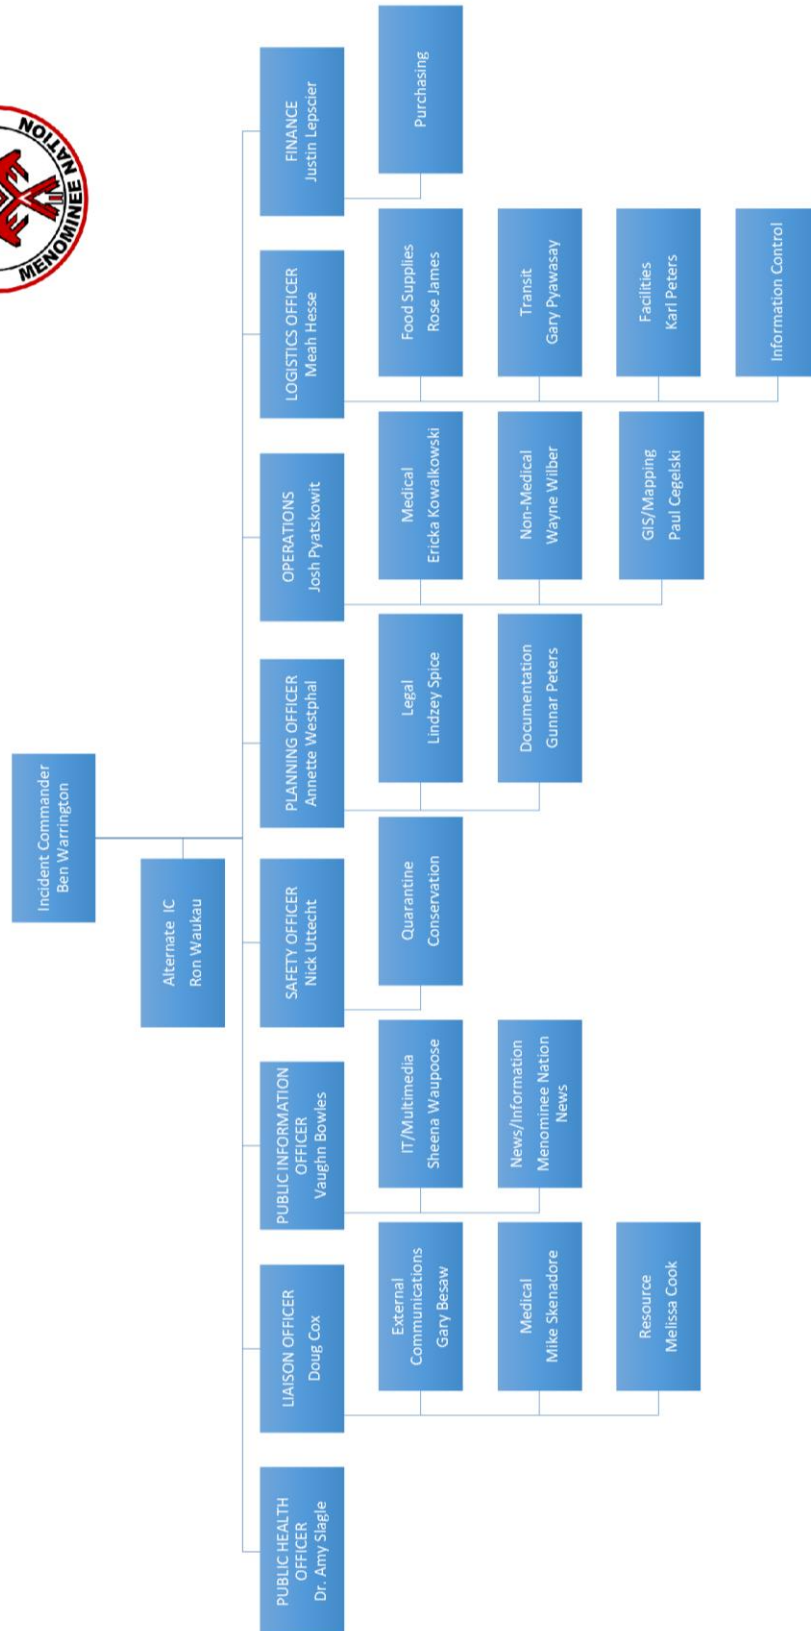 MENOMINEE NATION
Incident Commander
Ben Warrington
Alternate IC
Ron Waukau
PUBLIC HEALTH
OFFICER
Dr. Amy Slagle
LIAISON OFFICER
Doug Cox
External
Communications
Gary Besaw
Medical
Mike Skenadore
Resource
Melissa Cook
PUBLIC INFORMATION
OFFICER
Vaughn Bowles
IT/Multimedia
Sheena Waupoose
News/Information
Menominee Nation
News
SAFETY OFFICER
Nick Uttecht
Quarantine
Conservation
PLANNING OFFICER
Annette Westphal
Legal
Lindzey Spice
Documentation
Gunnar Peters
OPERATIONS
Josh Pyatskowit
Medical
Ericka Kowalkowski
Non-Medical
Wayne Wilber
GIS/Mapping
Paul Cegelski
LOGISTICS OFFICER
Meah Hesse
Food Supplies
Rose James
Transit
Gary Pyawasay
Facilities
Karl Peters
Information Control
FINANCE
Justin Lepscier
Purchasing